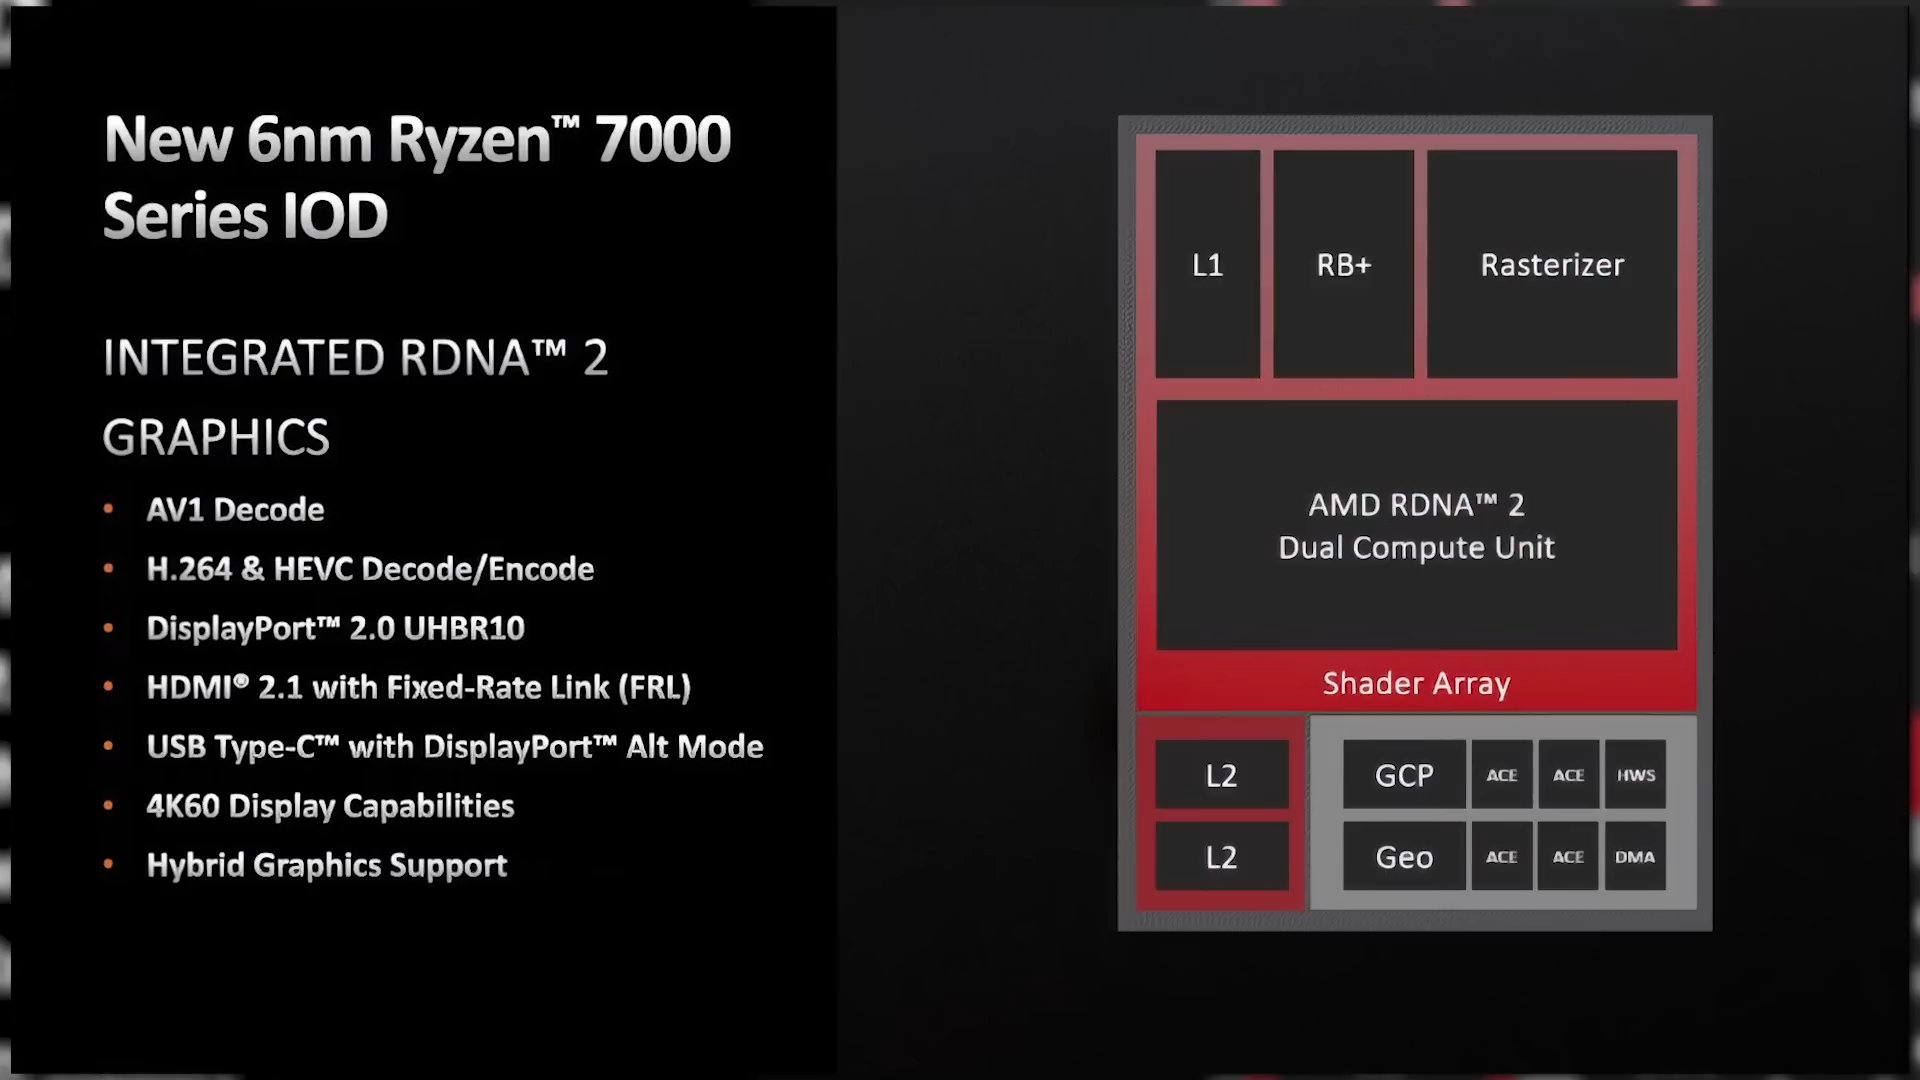 New 6nm Ryzen™ 7000
Series IOD
INTEGRATED RDNA™ 2
GRAPHICS
• AV1 Decode
• H.264 & HEVC Decode/Encode
• DisplayPort™ 2.0 UHBR10
• HDMI® 2.1 with Fixed-Rate Link (FRL)
• USB Type-C™ with DisplayPort™ Alt Mode
• 4K60 Display Capabilities
• Hybrid Graphics Support
L1 RB+ Rasterizer
AMD RDNA™ 2
Dual Compute Unit
Shader Array
L2 GCP ACE ACE HWS
L2 Geo ACE ACE DMA